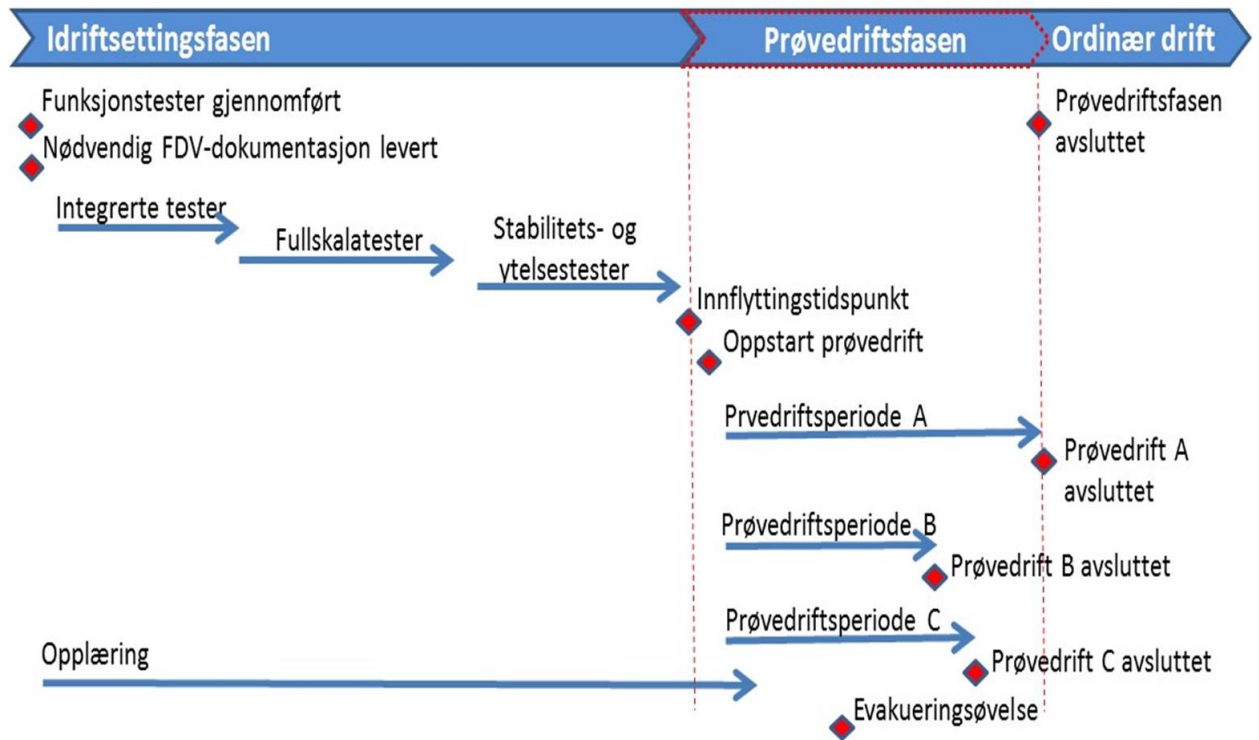 Idriftsettingsfasen
Prøvedriftsfasen
Ordinær drift
Funksjonstester gjennomført
Nødvendig FDV-dokumentasjon levert
Prøvedriftsfasen
avsluttet
Integrerte tester
Fullskalatester
Stabilitets- og
ytelsestester
Innflyttingstidspunkt
Oppstart prøvedrift
Prvedriftsperiode A
Prøvedrift A
avsluttet
Prøvedriftsperiode B
Prøvedrift B avsluttet
Prøvedriftsperiode C
Opplæring
Prøvedrift C avsluttet
Evakueringsøvelse